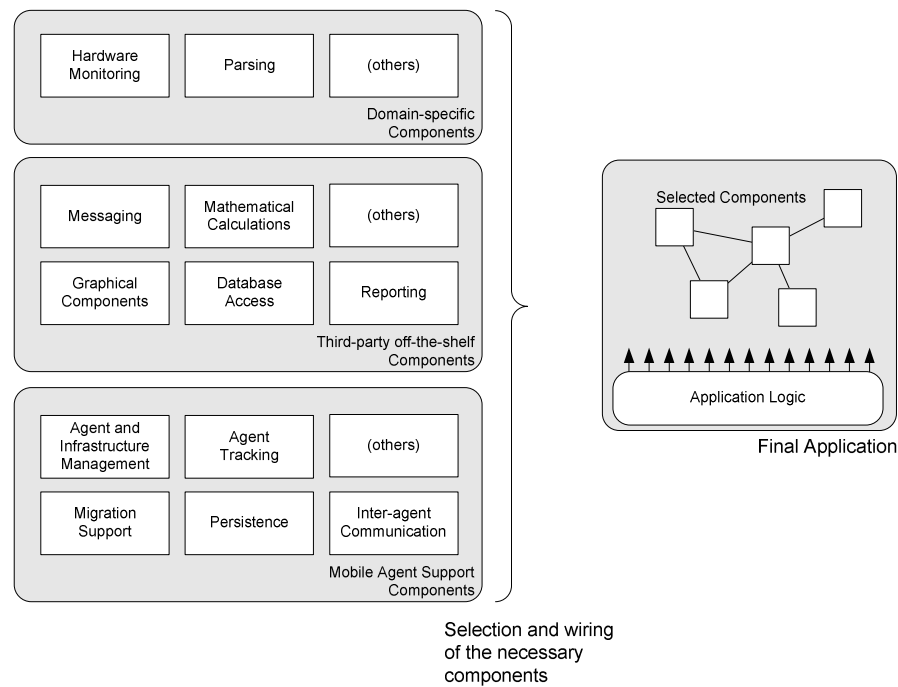 Hardware
Monitoring
Parsing
(others)
Domain-specific
Components
Messaging
Mathematical
Calculations
(others)
Graphical
Components
Database
Access
Reporting
Third-party off-the-shelf
Components
Agent and
Infrastructure
Management
Agent
Tracking
(others)
Migration
Support
Persistence
Inter-agent
Communication
Mobile Agent Support
Components
Selection and wiring
of the necessary
components
Selected Components
Application Logic
Final Application